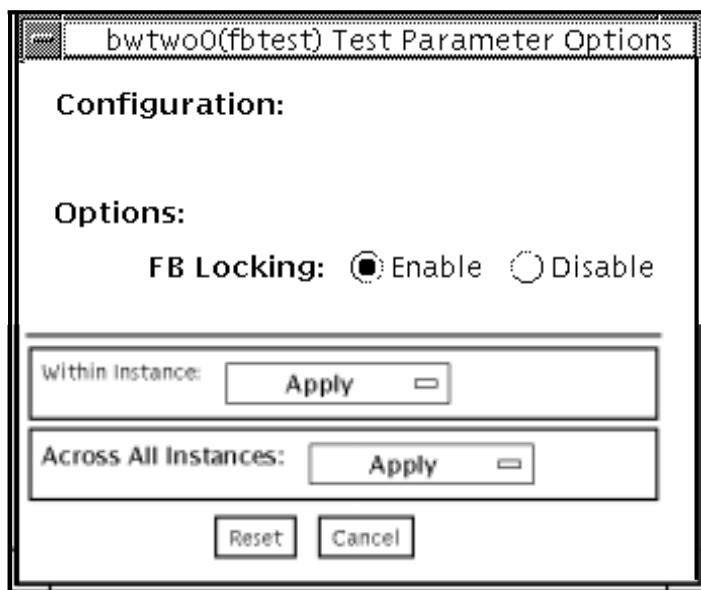 bwtwo0(fbtest) Test Parameter Options
Configuration:
Options:
FB Locking: Enable Disable
Within Instance: Apply
Across All Instances: Apply
Reset Cancel